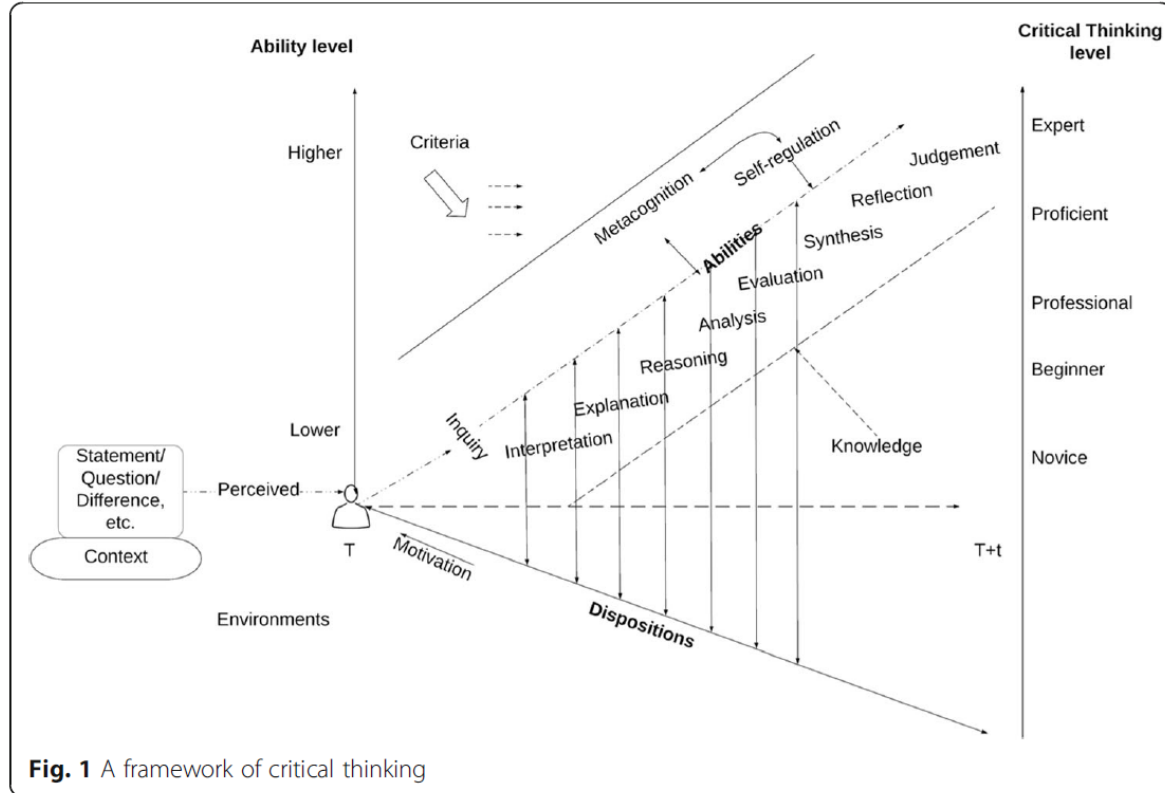 Ability level
Critical Thinking
level
Higher
Criteria
Expert
Judgement
Self-regulation
Reflection
Metacognition
Proficient
Synthesis
Abilities
Evaluation
Professional
Analysis
Reasoning
Beginner
Explanation
Lower
Inquiry
Interpretation
Knowledge
Novice
Statement/
Question/
Difference,
etc.
Perceived
Context
T
Motivation
T+t
Environments
Dispositions
Fig. 1 A framework of critical thinking